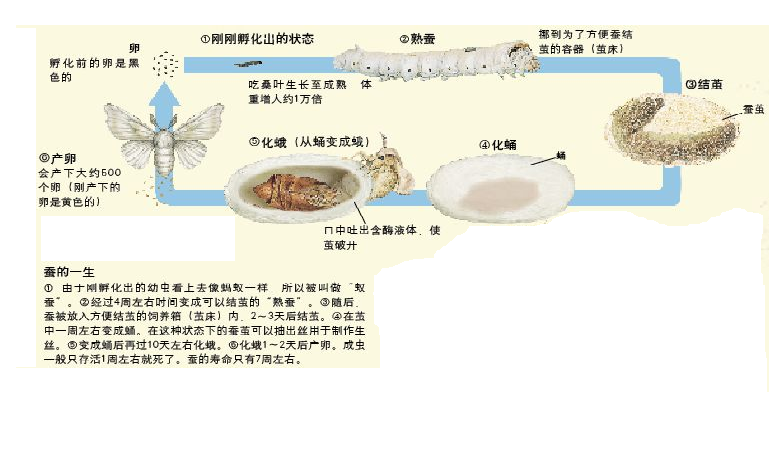 卵
孵化前的卵是黑
色的
①刚刚孵化出的状态
吃桑叶生长至成熟 体
重增人约1万倍
②熟蚕
挪到为了方便蚕结
茧的容器（茧床）
③结茧
蚕茧
④化蛹
蛹
⑤化蛾（从蛹变成蛾）
口中吐出含酶液体．使
茧破开
⑥产卵
会产下大约500
个卵（刚产下的
卵是黄色的）
蚕的一生
① 由于刚孵化出的幼虫看上去像蚂蚁一样 所以被叫做“蚁
蚕”。②经过4周左右时间变成可以结茧的“熟蚕”。③随后．
蚕被放入方便结茧的饲养箱（茧床）内．2～3天后结茧。④在茧
中一周左右变成蛹。在这种状态下的蚕茧可以抽出丝用于制作生
丝。⑤变成蛹后再过10天左右化蛾。⑥化蛾1～2天后产卵。成虫
一般只存活1周左右就死了。蚕的寿命只有7周左右。